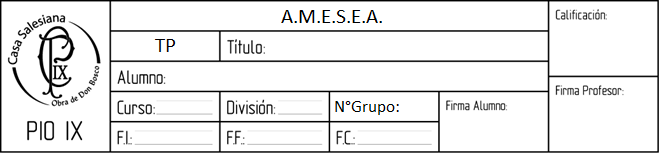 Casa Salesiana
IX
Obra de Don Bosco
PIO IX
A.M.E.S.E.A.
TP
Título:
Alumno:
Curso:
División:
N°Grupo:
F.I.:
F.F.:
F.C.:
Firma Alumno:
Calificación:
Firma Profesor: